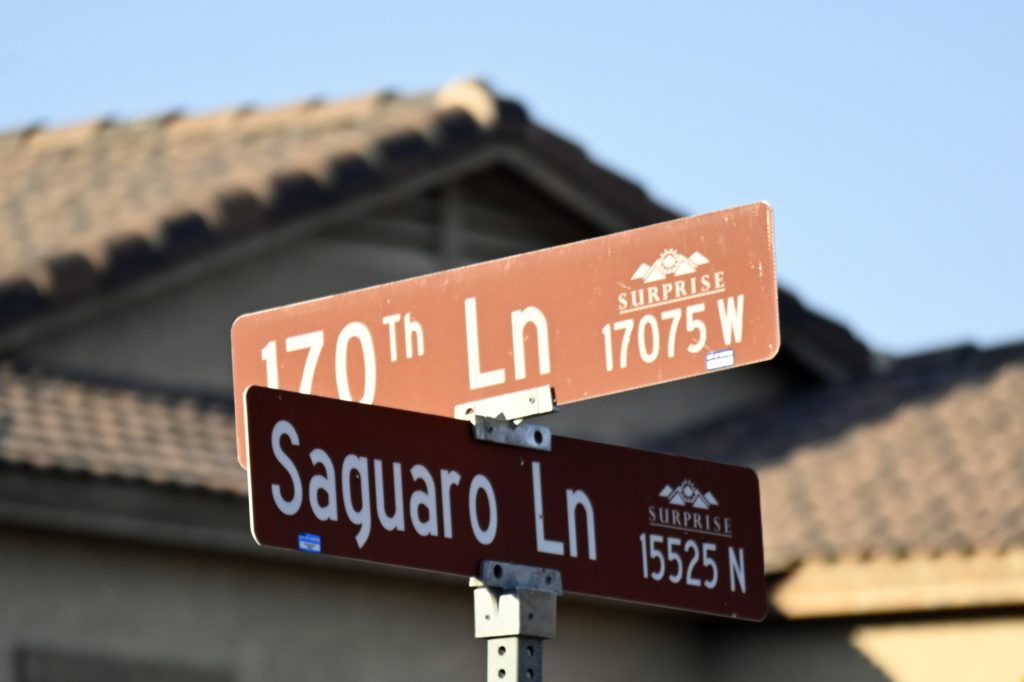 170Th Ln
SURPRISE
17075 W
Saguaro Ln
SURPRISE
15525 N